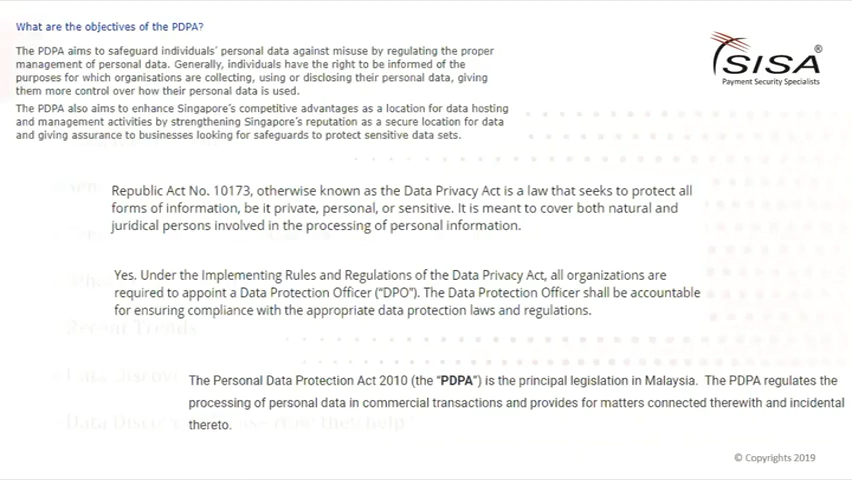 What are the objectives of the PDPA?
The PDPA aims to safeguard individuals' personal data against misuse by regulating the proper
management of personal data. Generally, individuals have the right to be informed of the
purposes for which organisations are collecting, using or disclosing their personal data, giving
them more control over how their personal data is used.
The PDPA also aims to enhance Singapore's competitive advantages as a location for data hosting
and management activities by strengthening Singapore's reputation as a secure location for data
and giving assurance to businesses looking for safeguards to protect sensitive data sets.
SISA®
Payment Security Specialists
Republic Act No. 10173, otherwise known as the Data Privacy Act is a law that seeks to protect all
forms of information, be it private, personal, or sensitive. It is meant to cover both natural and
juridical persons involved in the processing of personal information.
Yes. Under the Implementing Rules and Regulations of the Data Privacy Act, all organizations are
required to appoint a Data Protection Officer ("DPO"). The Data Protection Officer shall be accountable
for ensuring compliance with the appropriate data protection laws and regulations.
Recent Trends
The Personal Data Protection Act 2010 (the "PDPA") is the principal legislation in Malaysia. The PDPA regulates the
processing of personal data in commercial transactions and provides for matters connected therewith and incidental
thereto.
© Copyrights 2019